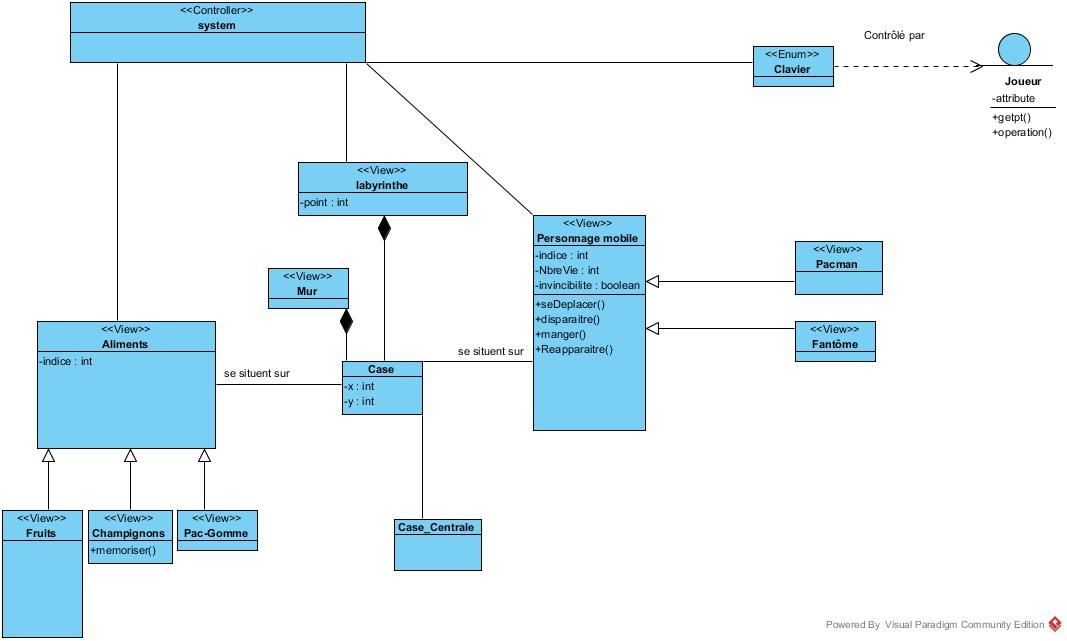 <<Controller>>
system
<<Enum>>
Clavier
Contrôlé par
Joueur
-attribute
+getpt()
+operation()
<<View>>
labyrinthe
-point : int
<<View>>
Personnage mobile
-indice : int
-NbreVie : int
-invincibilite : boolean
+seDeplacer()
+disparaitre()
+manger()
+Reapparaitre()
<<View>>
Pacman
<<View>>
Fantôme
<<View>>
Mur
<<View>>
Aliments
-indice : int
se situent sur
se situent sur
Case
-x : int
-y : int
<<View>>
Fruits
<<View>>
Champignons
+memoriser()
<<View>>
Pac-Gomme
Case_Centrale
Powered By Visual Paradigm Community Edition